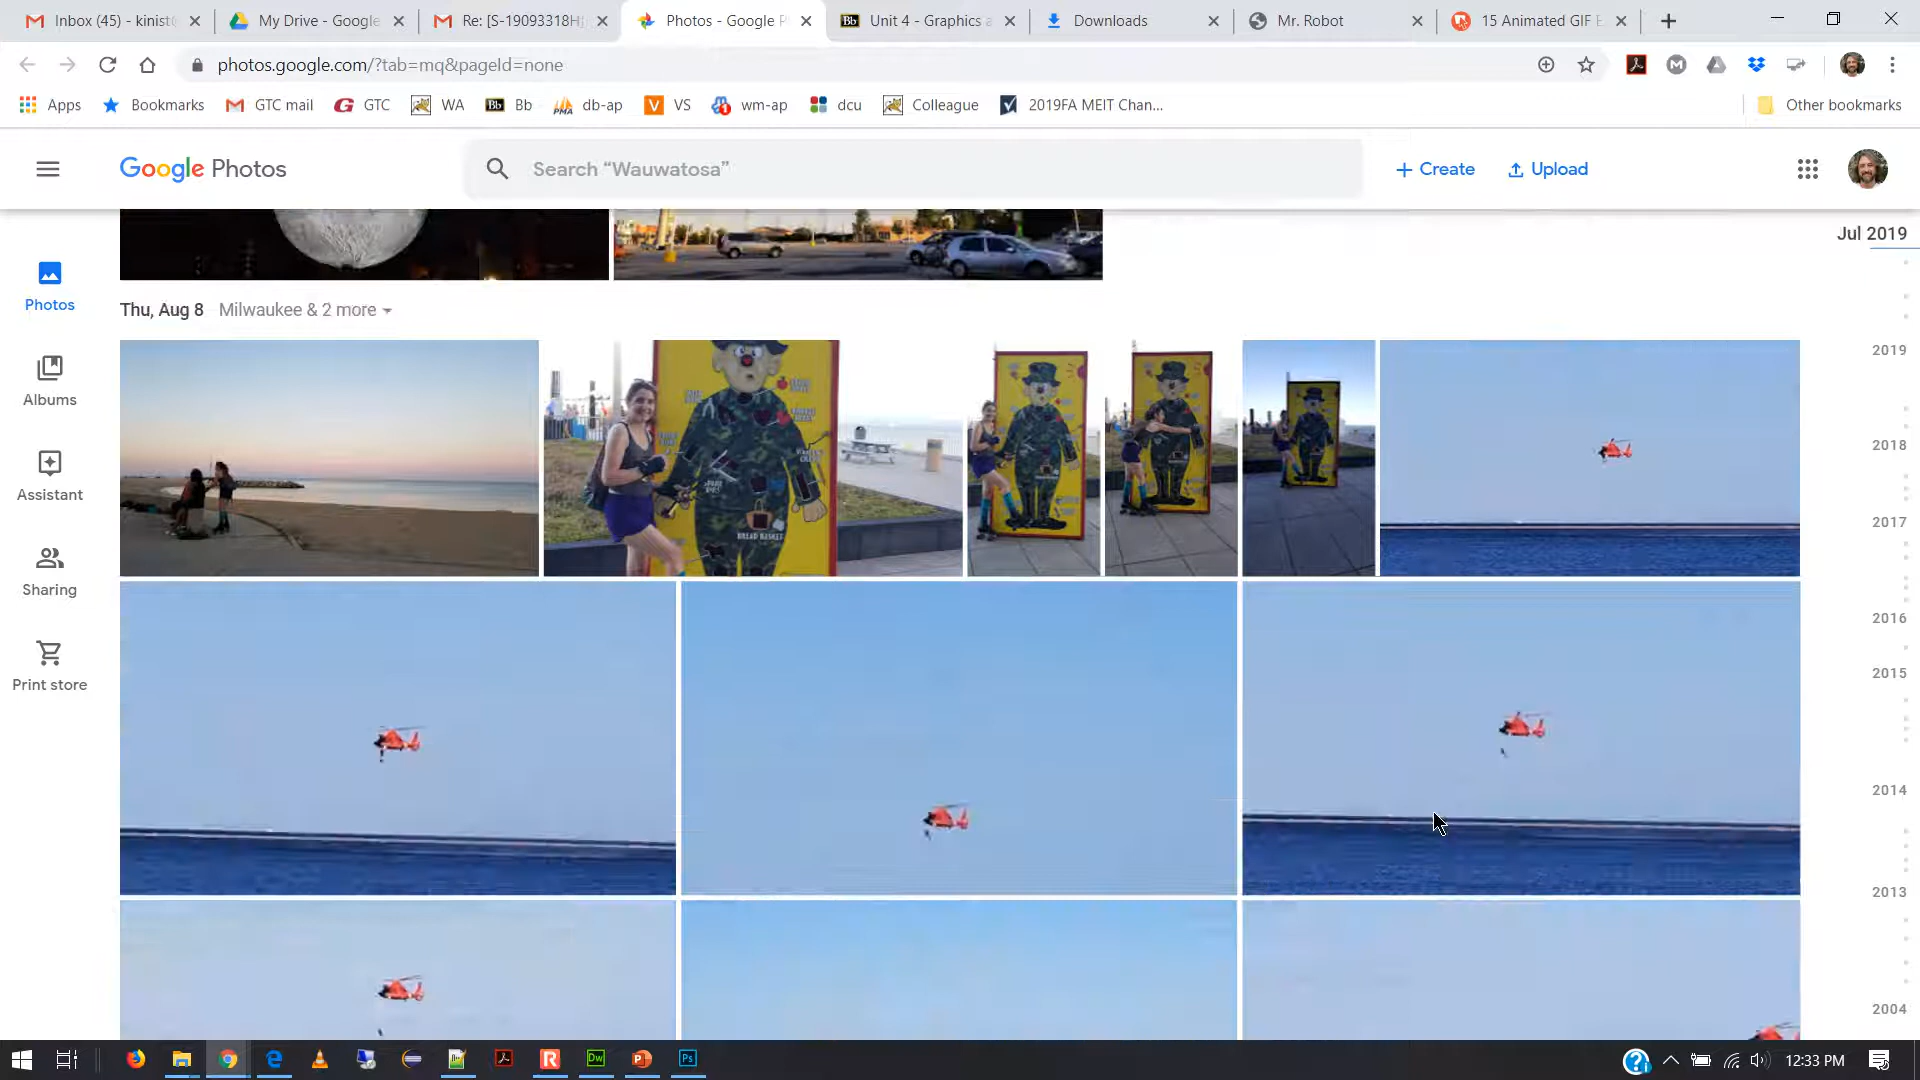 Inbox (45) - kinist
My Drive - Google
Re: [S-19093318H
Photos - Google P
Unit 4 - Graphics a
Downloads
Mr. Robot
15 Animated GIF E
photos.google.com/?tab=mq&pageId=none
Apps
Bookmarks
GTC mail
GTC
WA
Bb
db-ap
VS
wm-ap
dcu
Colleague
2019FA MEIT Chan...
Other bookmarks
Google Photos
Search “Wauwatosa”
Create
Upload
Jul 2019
Photos
Albums
Assistant
Sharing
Print store
Thu, Aug 8 Milwaukee & 2 more
BREAD BASKET
2019
2018
2017
2016
2015
2014
2013
2004
12:33 PM